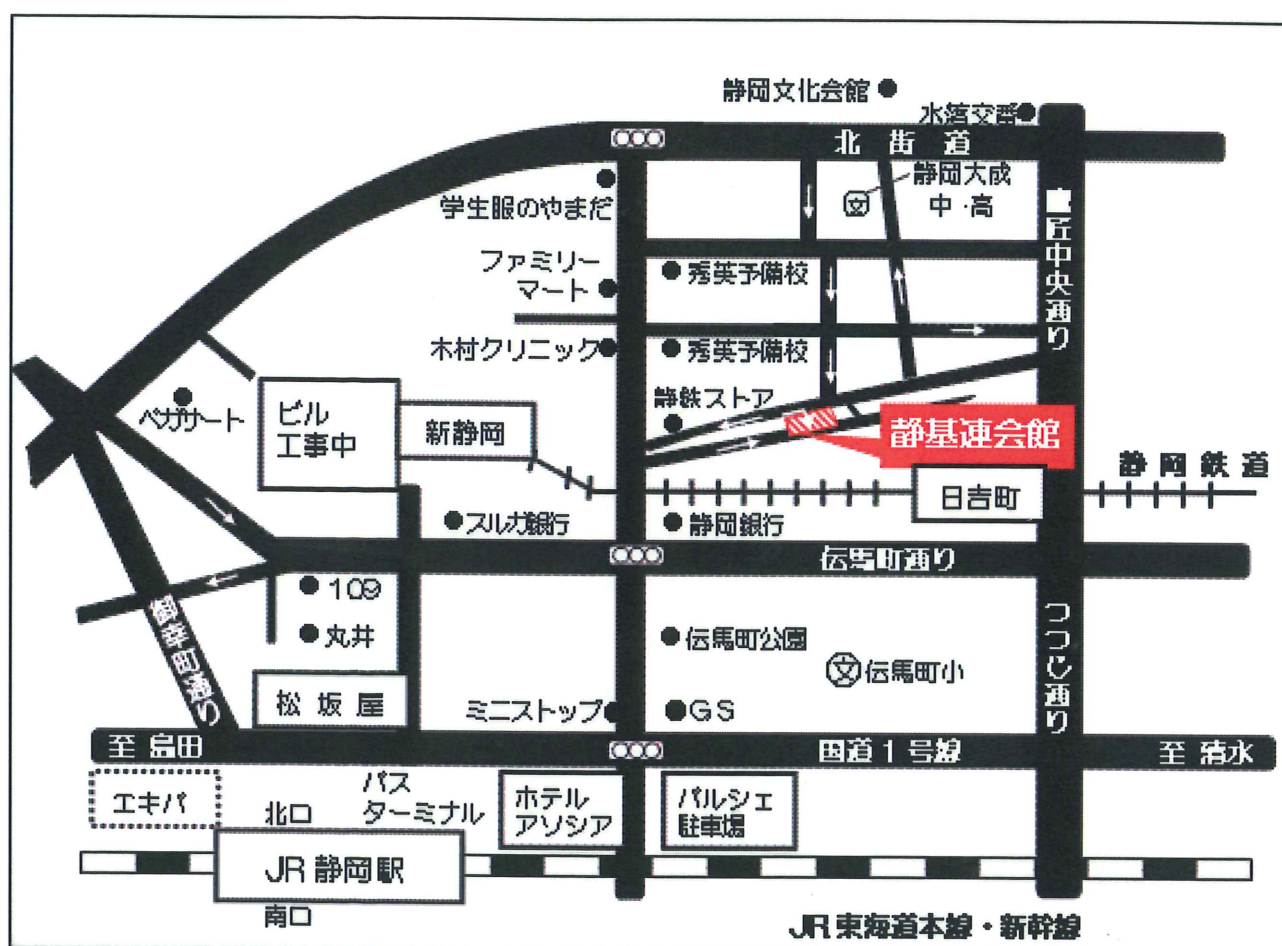 静岡文化会館
水落交番
北街道
静岡大成
中・高
学生服のやまだ
匠中央通り
ファミリー
マート
秀英予備校
木村クリニック
秀英予備校
静鉄ストア
ペガサート
ビル
工事中
新静岡
静基連会館
静岡鉄道
日吉町
スルガ銀行
静岡銀行
伝馬町通り
109
丸井
つつじ通り
伝馬町公園
文
伝馬町小
松坂屋
ミニストップ
GS
至 島田
国道1号線
至 清水
エキパ
北口
バス
ターミナル
ホテル
アソシア
パルシェ
駐車場
JR 静岡駅
南口
JR 東海道本線・新幹線